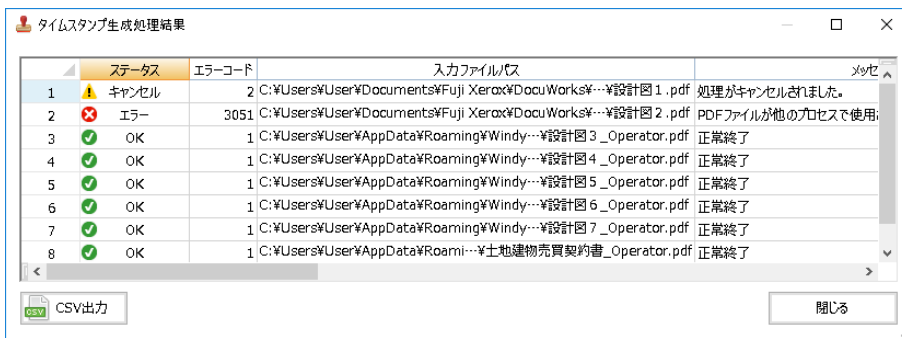 タイムスタンプ生成処理結果
ステータス エラーコード 入力ファイルパス メッセ
1 キャンセル 2 C:¥Users¥User¥Documents¥Fuji Xerox¥DocuWorks¥…¥設計図1.pdf 処理がキャンセルされました。
2 エラー 3051 C:¥Users¥User¥Documents¥Fuji Xerox¥DocuWorks¥…¥設計図2.pdf PDFファイルが他のプロセスで使用
3 OK 1 C:¥Users¥User¥AppData¥Roaming¥Windy…¥設計図3_Operator.pdf 正常終了
4 OK 1 C:¥Users¥User¥AppData¥Roaming¥Windy…¥設計図4_Operator.pdf 正常終了
5 OK 1 C:¥Users¥User¥AppData¥Roaming¥Windy…¥設計図5_Operator.pdf 正常終了
6 OK 1 C:¥Users¥User¥AppData¥Roaming¥Windy…¥設計図6_Operator.pdf 正常終了
7 OK 1 C:¥Users¥User¥AppData¥Roaming¥Windy…¥設計図7_Operator.pdf 正常終了
8 OK 1 C:¥Users¥User¥AppData¥Roami…¥土地建物売買契約書_Operator.pdf 正常終了
CSV CSV出力 閉じる